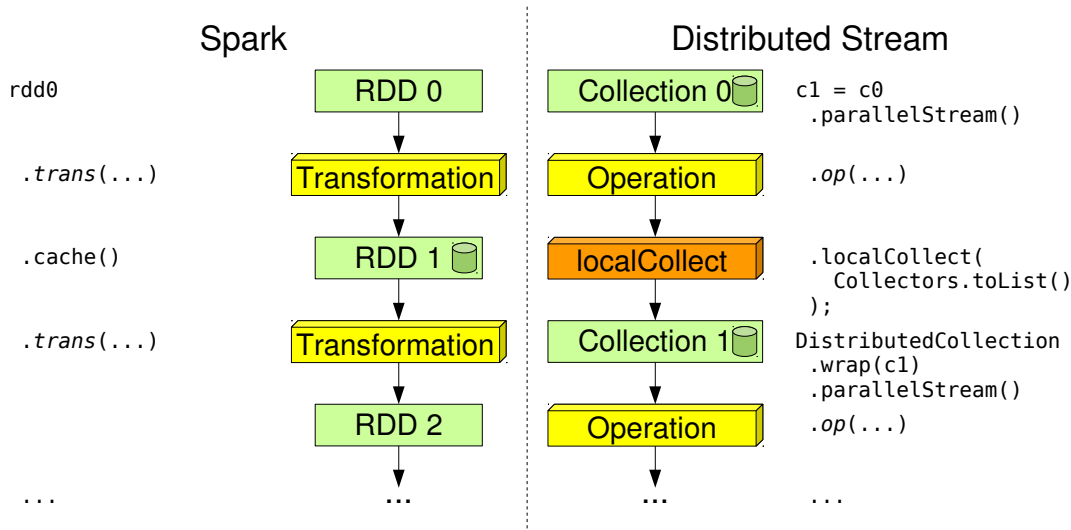 Spark
Distributed Stream
rdd0
RDD 0
Collection 0
c1 = c0
.parallelStream()
.trans(...)
Transformation
Operation
.op(...)
.cache()
RDD 1
localCollect
.localCollect(
Collectors.toList()
);
.trans(...)
Transformation
Collection 1
DistributedCollection
.wrap(c1)
.parallelStream()
RDD 2
Operation
.op(...)
...
...
...
...